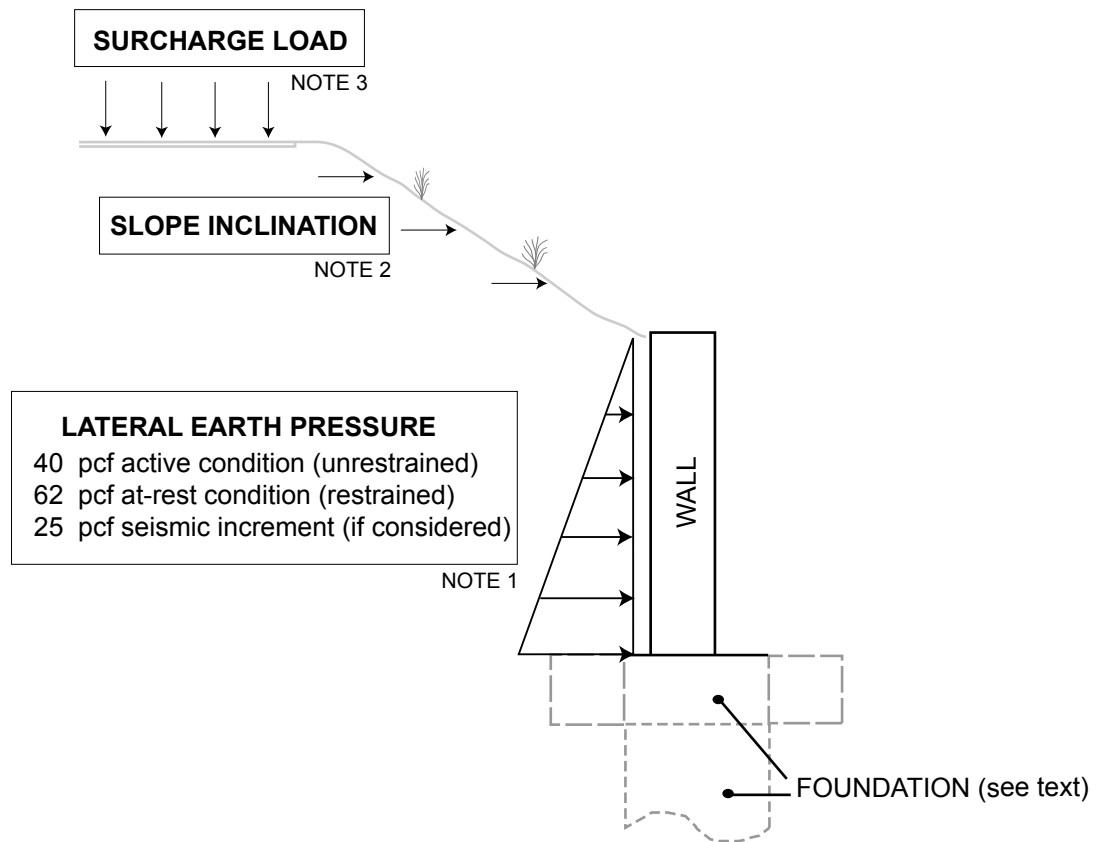 SURCHARGE LOAD
NOTE 3
SLOPE INCLINATION
NOTE 2
LATERAL EARTH PRESSURE
40 pcf active condition (unrestrained)
62 pcf at-rest condition (restrained)
25 pcf seismic increment (if considered)
NOTE 1
WALL
FOUNDATION (see text)